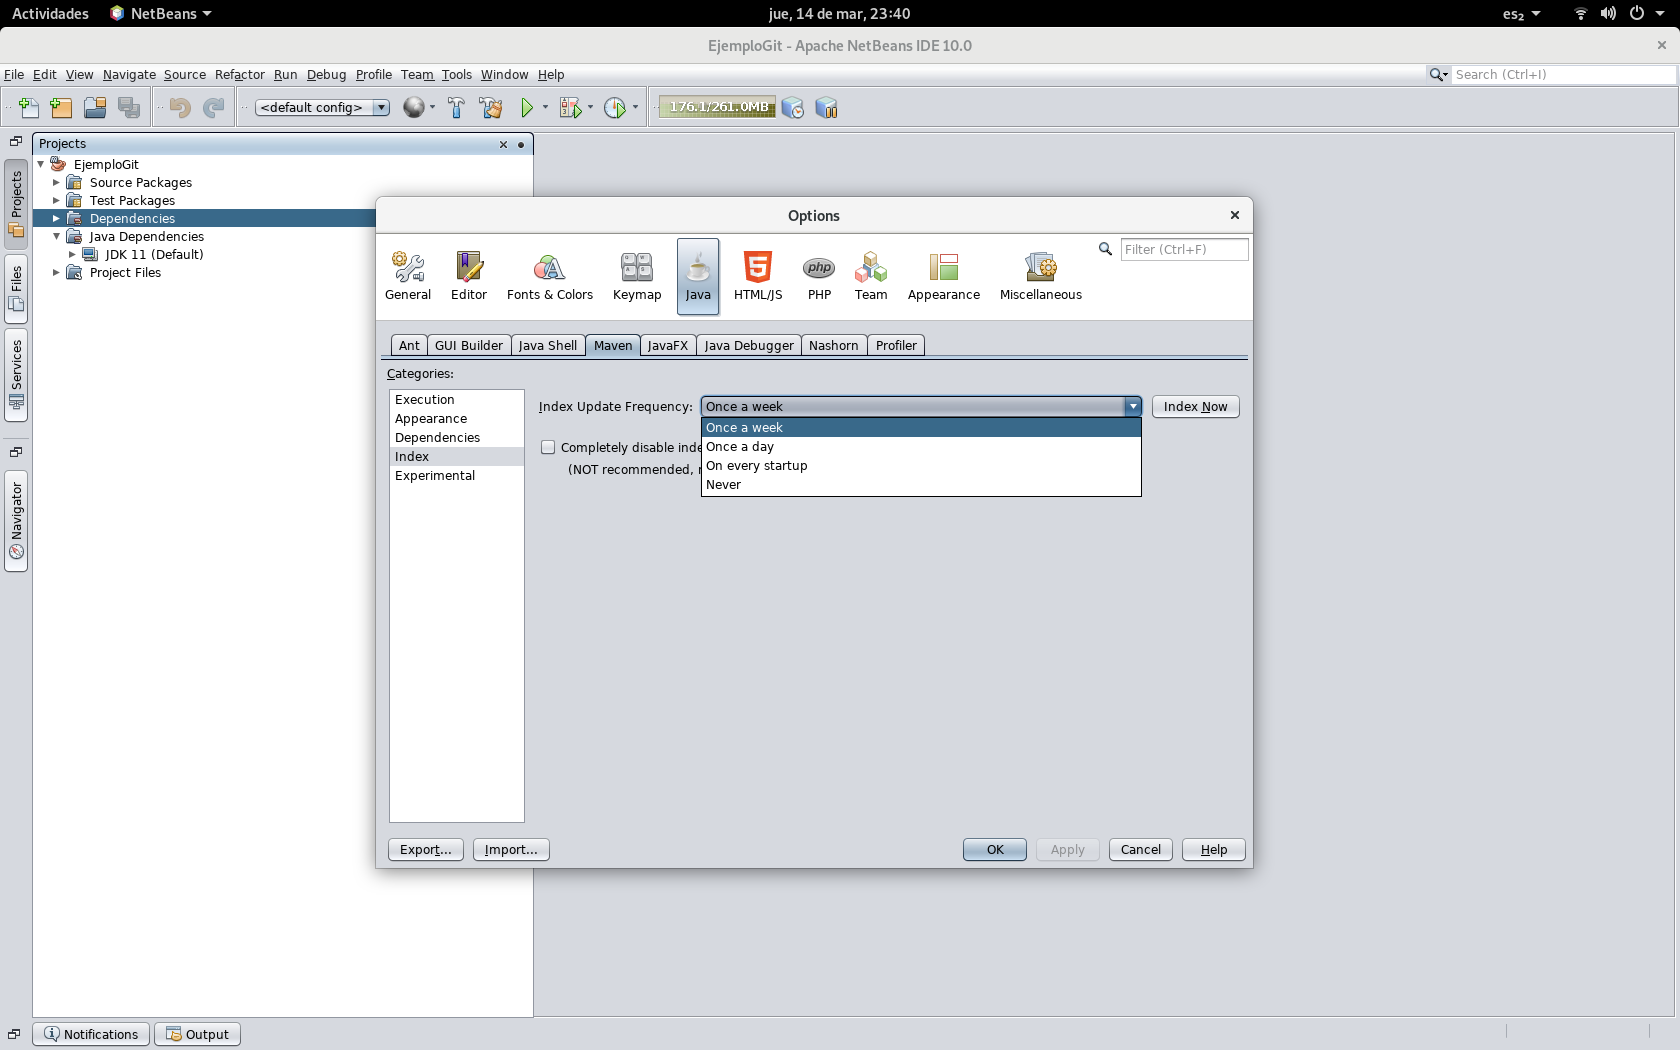 Actividades NetBeans jue, 14 de mar, 23:40 es₂
EjemploGit - Apache NetBeans IDE 10.0
File Edit View Navigate Source Refactor Run Debug Profile Team Tools Window Help Search (Ctrl+I)
<default config> 176.1/261.0MB
Projects
EjemploGit
Source Packages
Test Packages
Dependencies
Java Dependencies
JDK 11 (Default)
Project Files
Projects
Files
Services
Navigator
Options
Filter (Ctrl+F)
General Editor Fonts & Colors Keymap Java HTML/JS PHP Team Appearance Miscellaneous
Ant GUI Builder Java Shell Maven JavaFX Java Debugger Nashorn Profiler
Categories:
Execution
Appearance
Dependencies
Index
Experimental
Index Update Frequency: Once a week Index Now
Once a week
Once a day
On every startup
Never
Completely disable
(NOT recommended,
Export... Import... OK Apply Cancel Help
Notifications Output